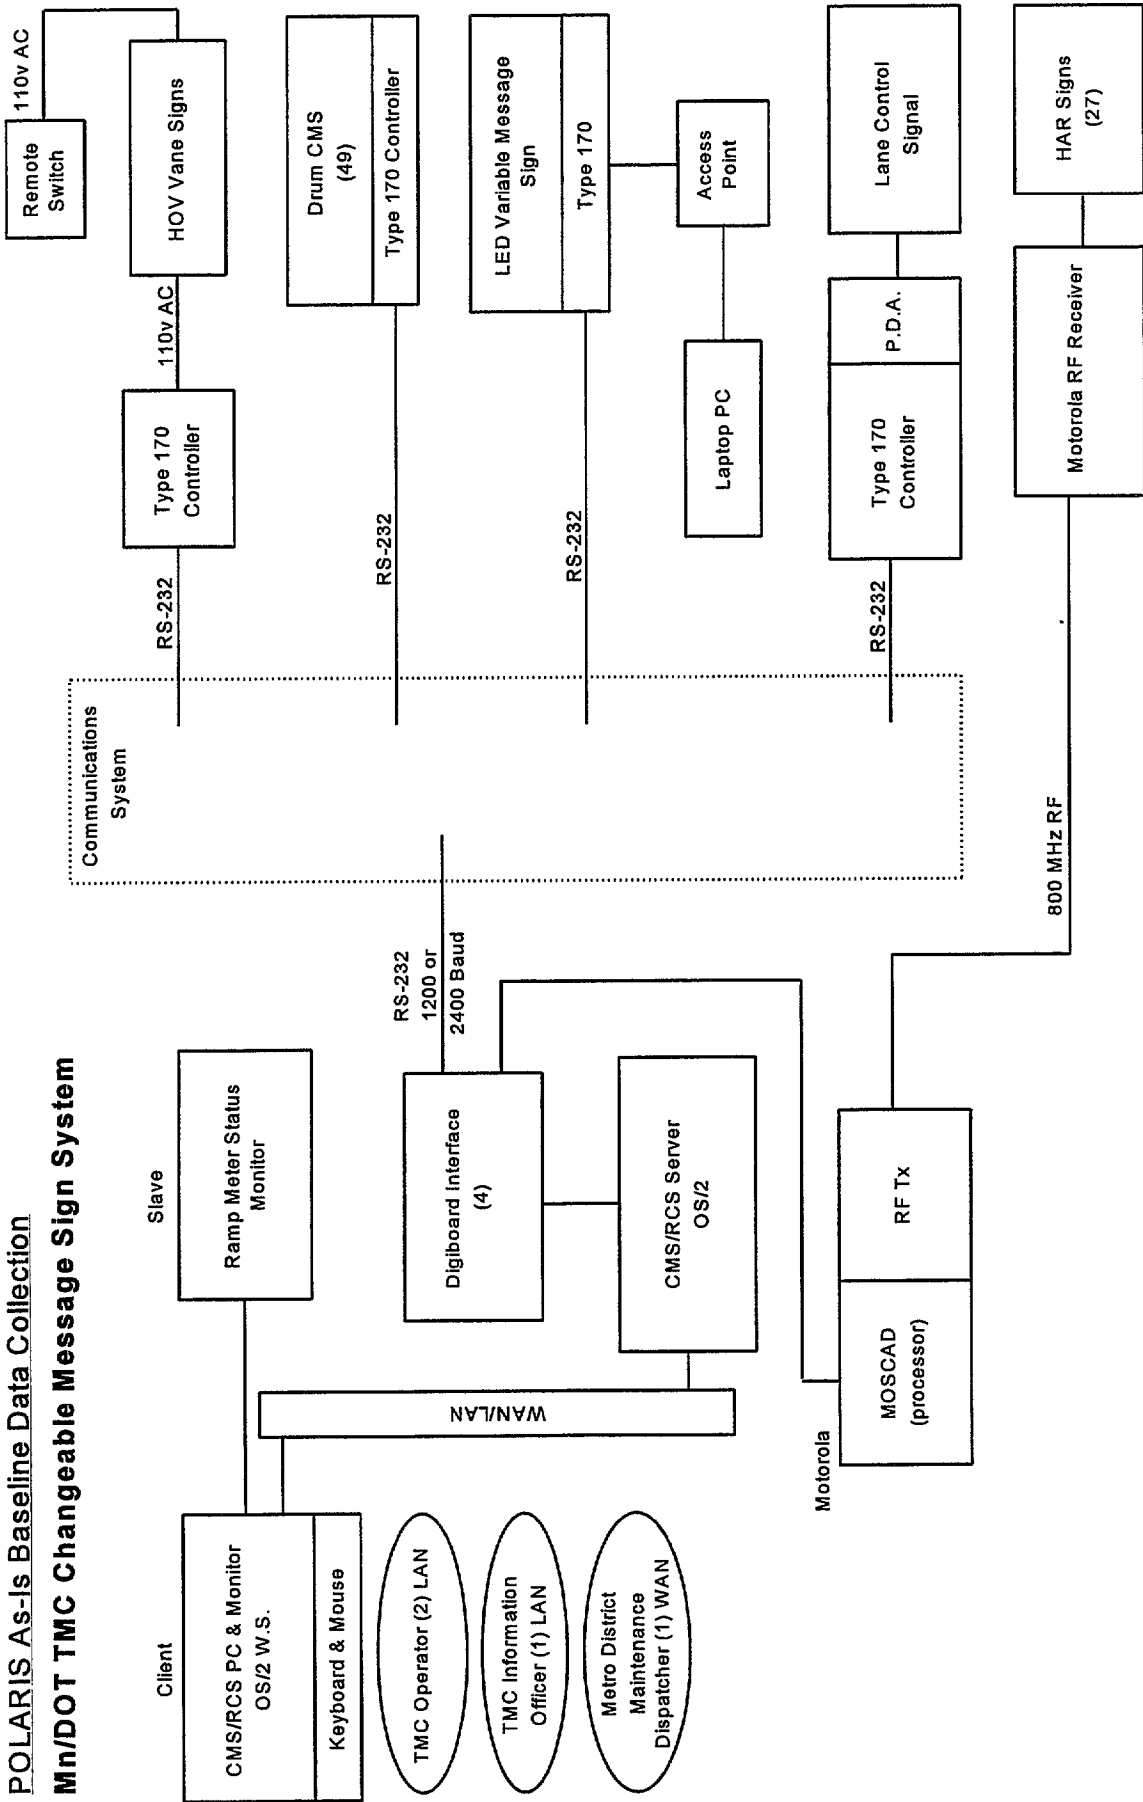 POLARIS As-Is Baseline Data Collection
Mn/DOT TMC Changeable Message Sign System
Client
CMS/RCS PC & Monitor
OS/2 W.S.
Keyboard & Mouse
TMC Operator (2) LAN
TMC Information
Officer (1) LAN
Metro District
Maintenance
Dispatcher (1) WAN
Slave
Ramp Meter Status
Monitor
WAN/LAN
Digiboard Interface
(4)
CMS/RCS Server
OS/2
Motorola
MOSCAD
(processor)
RF Tx
RS-232
1200 or
2400 Baud
800 MHz RF
Communications
System
RS-232
Type 170
Controller
110v AC
HOV Vane Signs
110v AC
Remote
Switch
RS-232
Drum CMS
(49)
Type 170 Controller
RS-232
LED Variable Message
Sign
Type 170
Laptop PC
Access
Point
RS-232
Type 170
Controller
P.D.A.
Lane Control
Signal
Motorola RF Receiver
HAR Signs
(27)